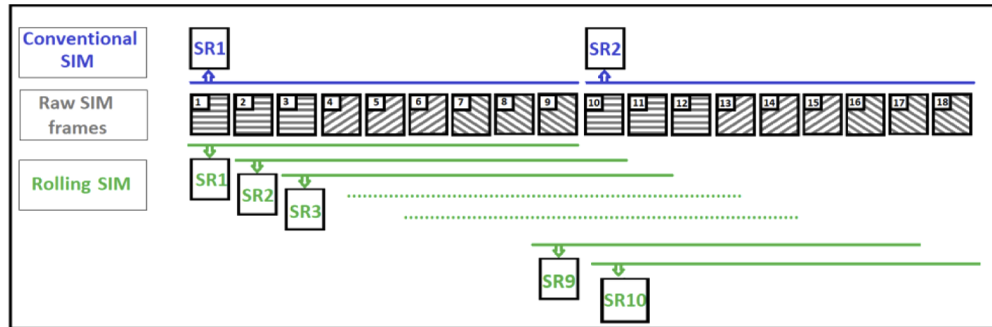 Conventional
SIM
SR1
SR2
Raw SIM
frames
1 2 3 4 5 6 7 8 9 10 11 12 13 14 15 16 17 18
Rolling SIM
SR1
SR2
SR3
SR9
SR10